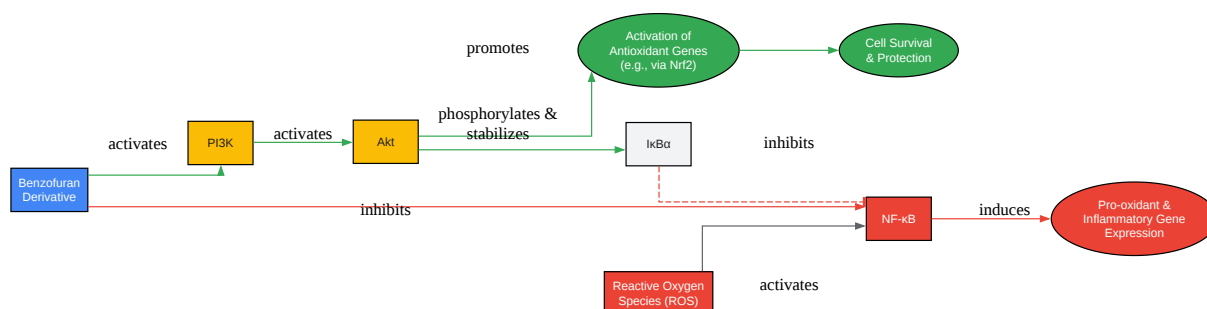 promotes
Activation of
Antioxidant Genes
(e.g., via Nrf2)
Cell Survival
& Protection
activates
PI3K
activates
Akt
phosphorylates &
stabilizes
IκBα
inhibits
Benzofuran
Derivative
inhibits
NF-κB
induces
Pro-oxidant &
Inflammatory Gene
Expression
Reactive Oxygen
Species (ROS)
activates